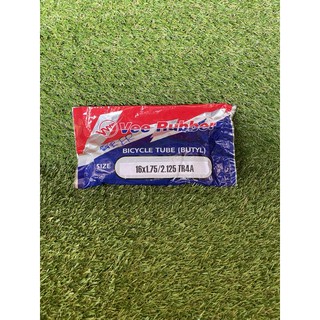 Vee Rubber
BICYCLE TUBE (BUTYL)
SIZE
16x1.75/2.125 TR4A